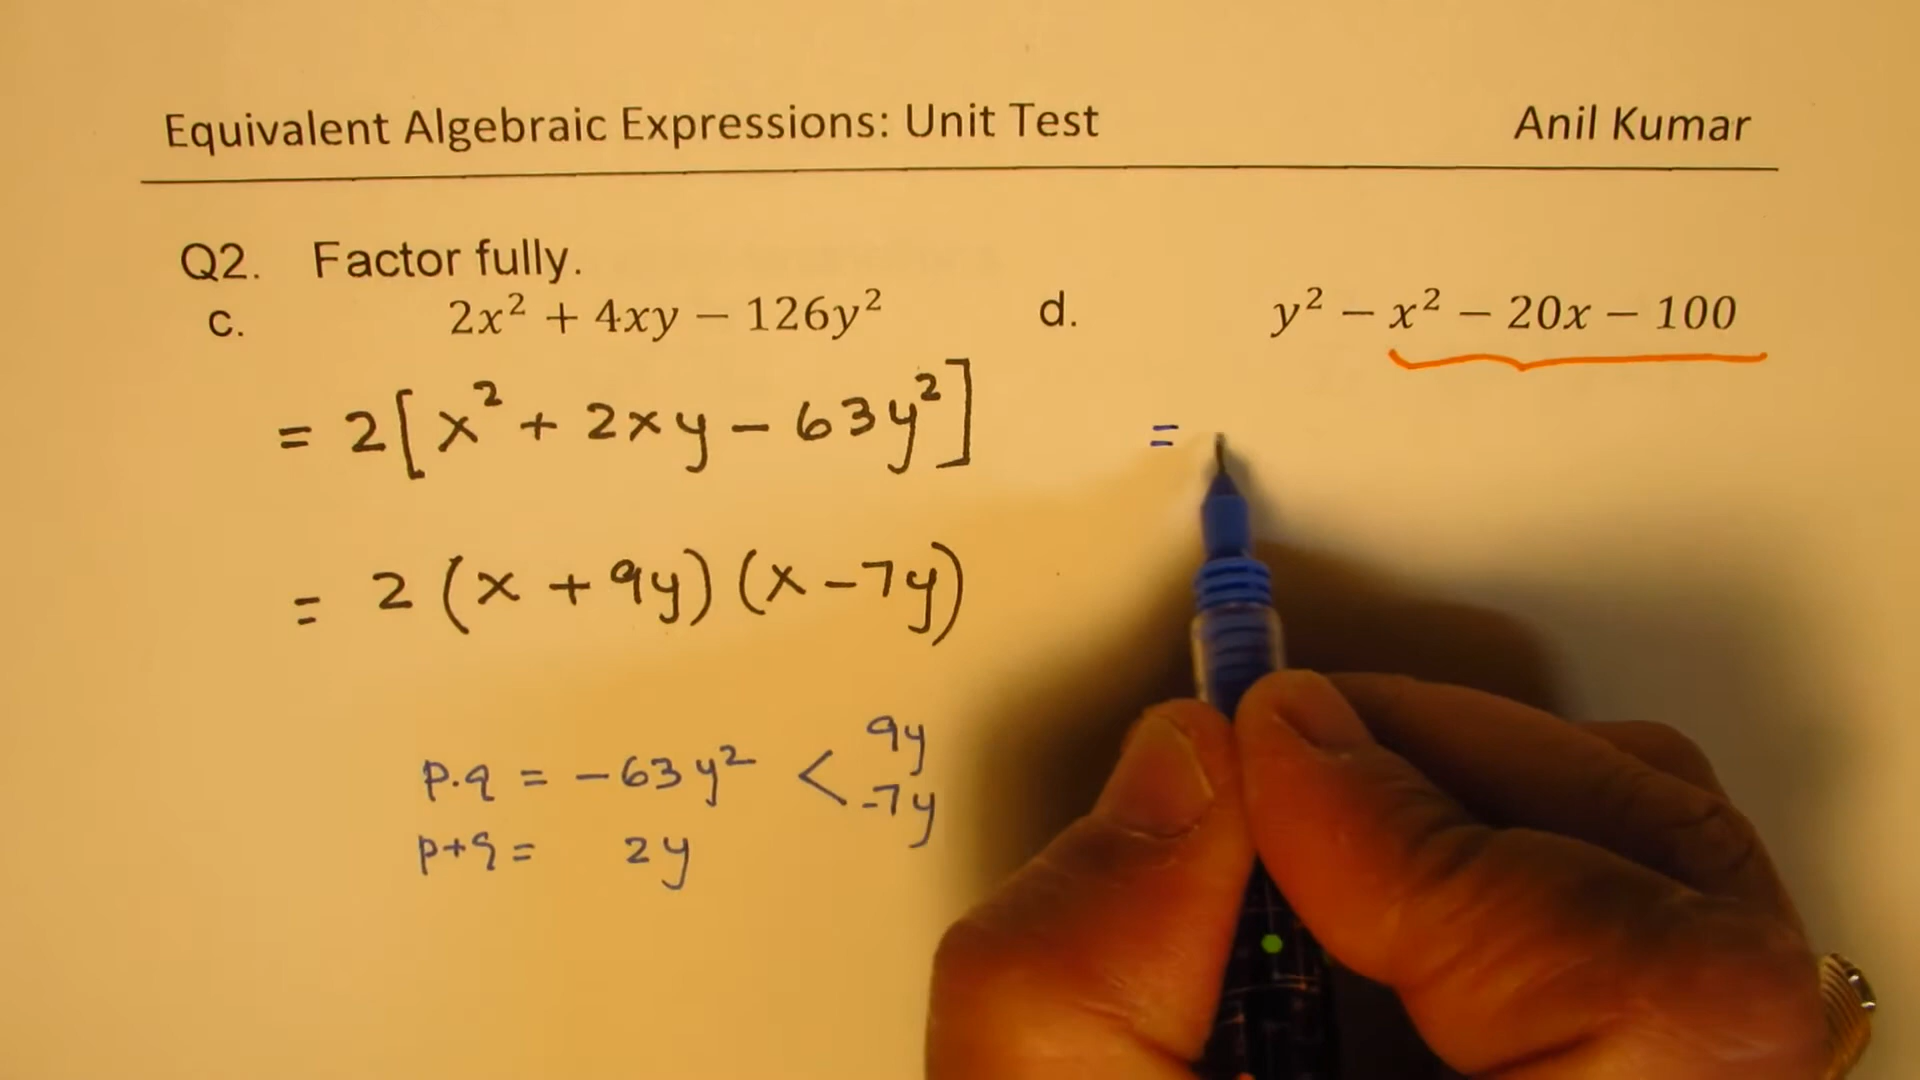 Equivalent Algebraic Expressions: Unit Test Anil Kumar
Q2. Factor fully.
c. 2x² + 4xy − 126y²
= 2[x² + 2xy − 63y²]
= 2(x + 9y)(x − 7y)
p.q = −63y² < 9y
-7y
p+q = 2y
d. y² − x² − 20x − 100
=